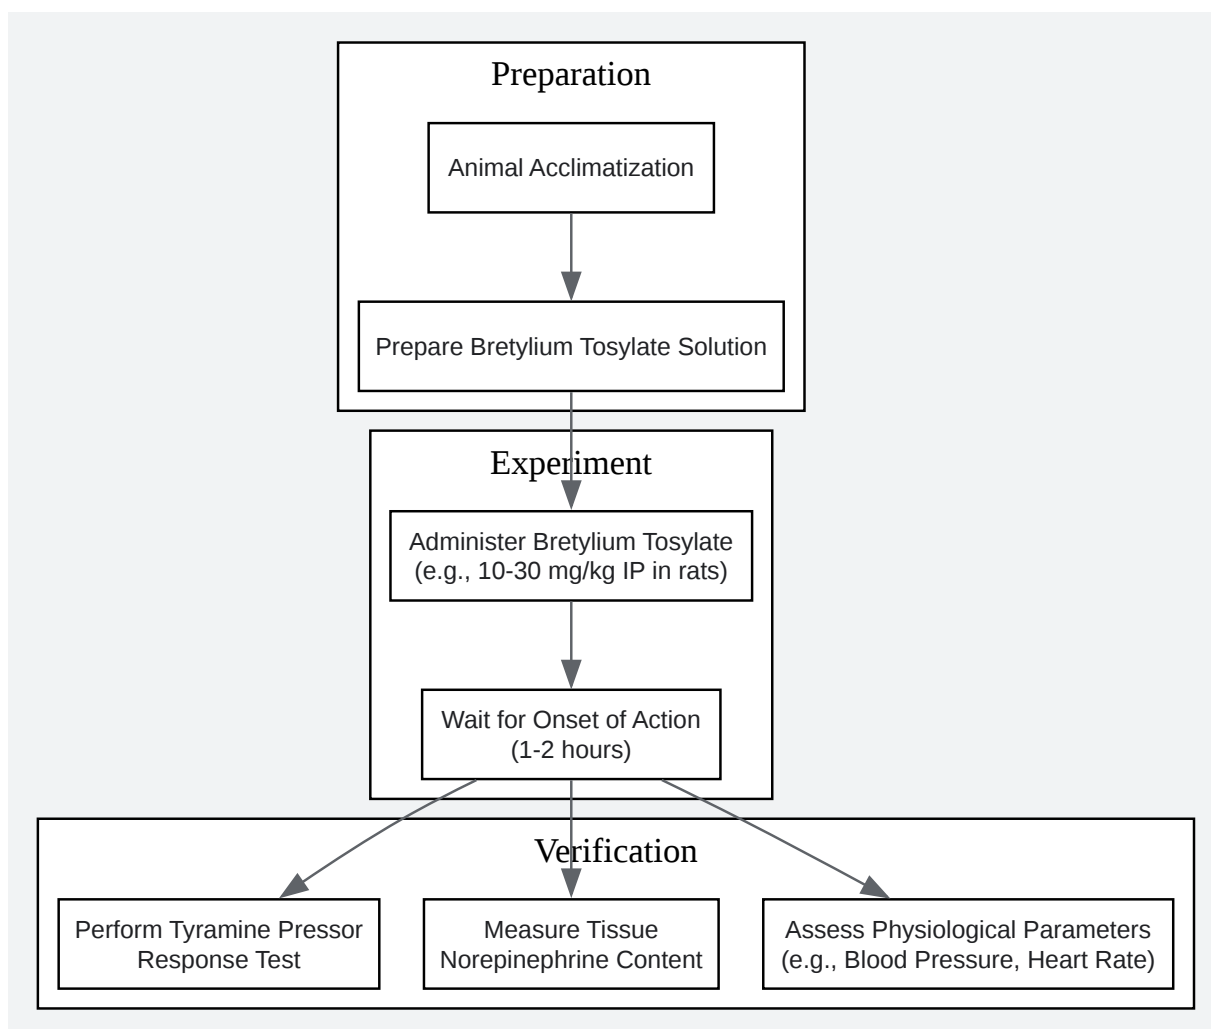 Preparation
Animal Acclimatization
Prepare Bretylium Tosylate Solution
Experiment
Administer Bretylium Tosylate
(e.g., 10-30 mg/kg IP in rats)
Wait for Onset of Action
(1-2 hours)
Verification
Perform Tyramine Pressor
Response Test
Measure Tissue
Norepinephrine Content
Assess Physiological Parameters
(e.g., Blood Pressure, Heart Rate)